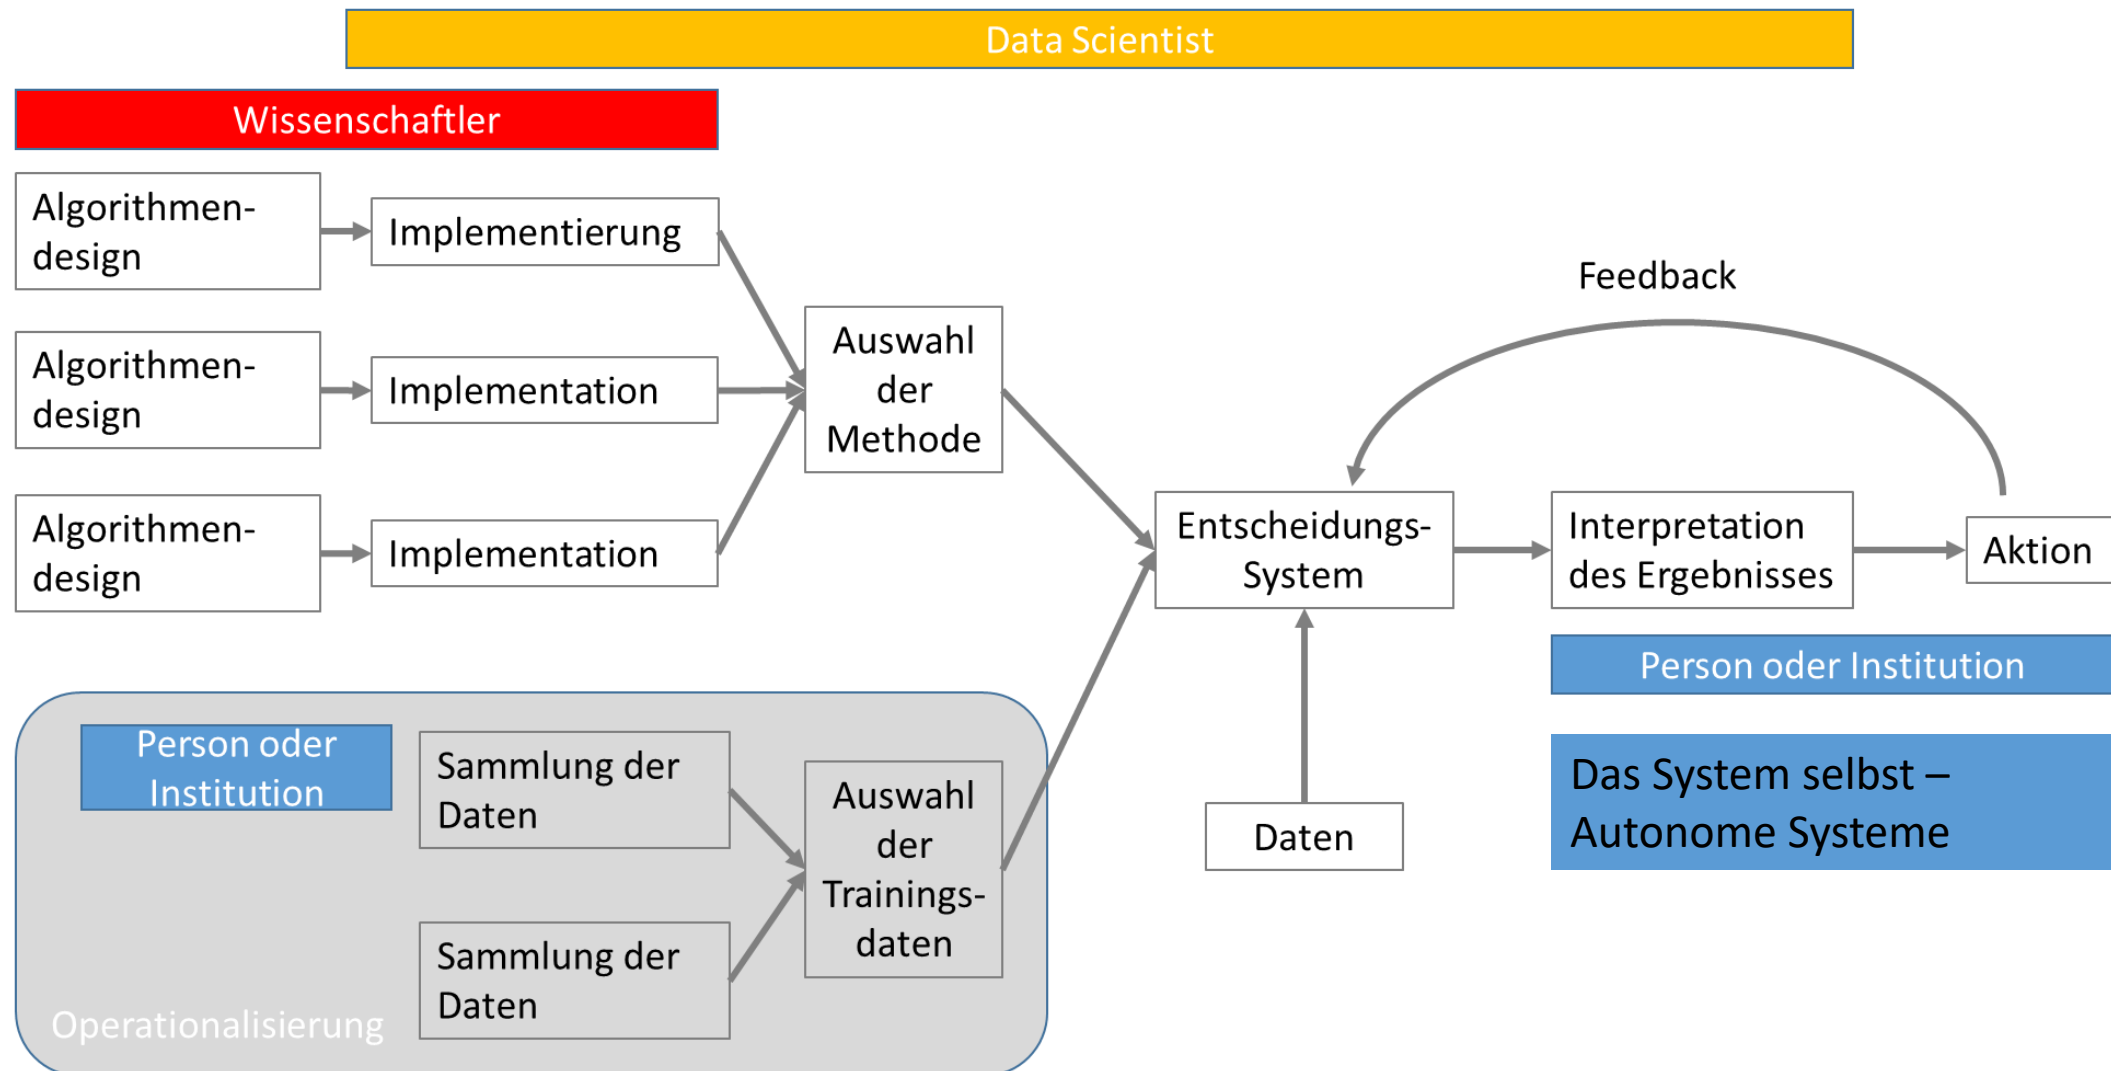 Data Scientist
Wissenschaftler
Algorithmen-
design
Implementierung
Algorithmen-
design
Implementation
Algorithmen-
design
Implementation
Auswahl
der
Methode
Feedback
Entscheidungs-
System
Interpretation
des Ergebnisses
Aktion
Person oder Institution
Das System selbst –
Autonome Systeme
Daten
Person oder
Institution
Sammlung der
Daten
Sammlung der
Daten
Auswahl
der
Trainings-
daten
Operationalisierung